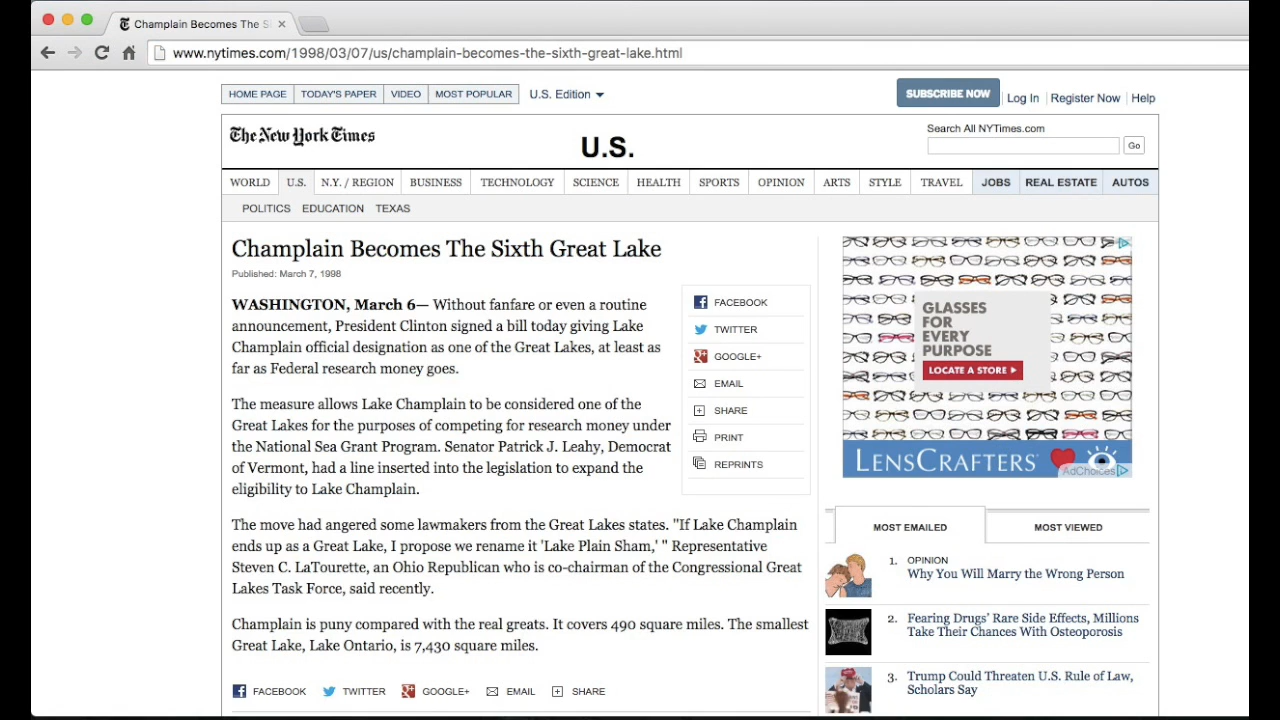 Champlain Becomes The S
www.nytimes.com/1998/03/07/us/champlain-becomes-the-sixth-great-lake.html
HOME PAGE TODAY'S PAPER VIDEO MOST POPULAR U.S. Edition
SUBSCRIBE NOW Log In Register Now Help
The New York Times
U.S.
Search All NYTimes.com
Go
WORLD U.S. N.Y. / REGION BUSINESS TECHNOLOGY SCIENCE HEALTH SPORTS OPINION ARTS STYLE TRAVEL JOBS REAL ESTATE AUTOS
POLITICS EDUCATION TEXAS
Champlain Becomes The Sixth Great Lake
Published: March 7, 1998
WASHINGTON, March 6— Without fanfare or even a routine
announcement, President Clinton signed a bill today giving Lake
Champlain official designation as one of the Great Lakes, at least as
far as Federal research money goes.
The measure allows Lake Champlain to be considered one of the
Great Lakes for the purposes of competing for research money under
the National Sea Grant Program. Senator Patrick J. Leahy, Democrat
of Vermont, had a line inserted into the legislation to expand the
eligibility to Lake Champlain.
The move had angered some lawmakers from the Great Lakes states. ''If Lake Champlain
ends up as a Great Lake, I propose we rename it 'Lake Plain Sham,' '' Representative
Steven C. LaTourette, an Ohio Republican who is co-chairman of the Congressional Great
Lakes Task Force, said recently.
Champlain is puny compared with the real greats. It covers 490 square miles. The smallest
Great Lake, Lake Ontario, is 7,430 square miles.
FACEBOOK TWITTER GOOGLE+ EMAIL SHARE
FACEBOOK
TWITTER
GOOGLE+
EMAIL
SHARE
PRINT
REPRINTS
GLASSES
FOR
EVERY
PURPOSE
LOCATE A STORE
LENSCRAFTERS
AdChoices
MOST EMAILED MOST VIEWED
1. OPINION
Why You Will Marry the Wrong Person
2. Fearing Drugs' Rare Side Effects, Millions
Take Their Chances With Osteoporosis
3. Trump Could Threaten U.S. Rule of Law,
Scholars Say